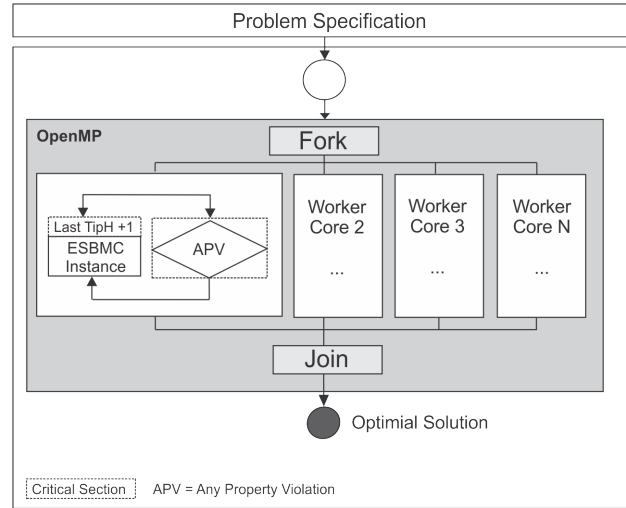 Problem Specification
OpenMP
Fork
Last TipH +1
ESBMC
Instance
APV
Worker
Core 2
...
Worker
Core 3
...
Worker
Core N
...
Join
Optimial Solution
Critical Section
APV = Any Property Violation